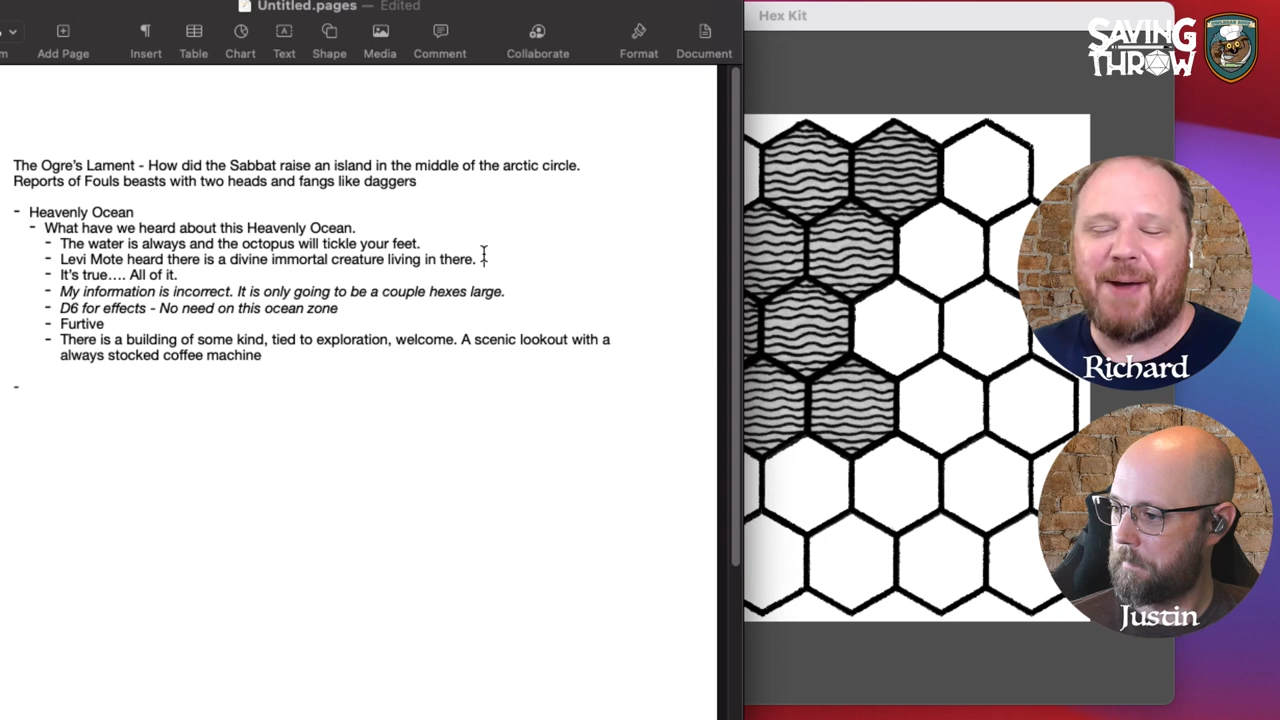 Untitled.pages — Edited
Hex Kit
SAVING THROW
Add Page
Insert
Table
Chart
Text
Shape
Media
Comment
Collaborate
Format
Document
The Ogre's Lament - How did the Sabbat raise an island in the middle of the arctic circle.
Reports of Fouls beasts with two heads and fangs like daggers
- Heavenly Ocean
- What have we heard about this Heavenly Ocean.
- The water is always and the octopus will tickle your feet.
- Levi Mote heard there is a divine immortal creature living in there.
- It's true.... All of it.
- My information is incorrect. It is only going to be a couple hexes large.
- D6 for effects - No need on this ocean zone
- Furtive
- There is a building of some kind, tied to exploration, welcome. A scenic lookout with a
always stocked coffee machine
-
Richard
Justin